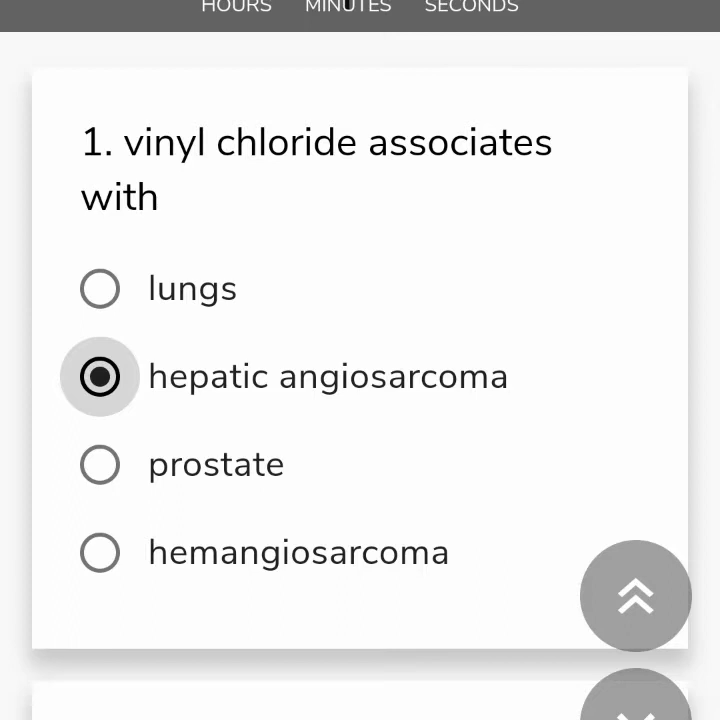 HOURS MINUTES SECONDS
1. vinyl chloride associates
with
lungs
hepatic angiosarcoma
prostate
hemangiosarcoma